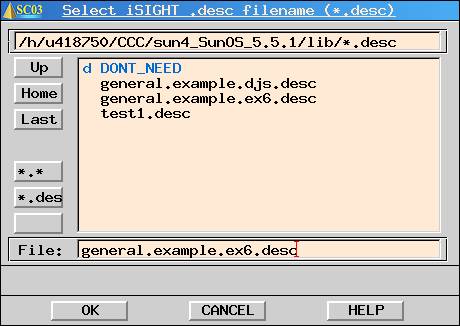 SC03 Select iSIGHT .desc filename (*.desc)
/h/u418750/CCC/sun4_SunOS_5.5.1/lib/*.desc
Up
Home
Last
*.*
*.des
d DONT_NEED
general.example.djs.desc
general.example.ex6.desc
test1.desc
File: general.example.ex6.desc
OK CANCEL HELP